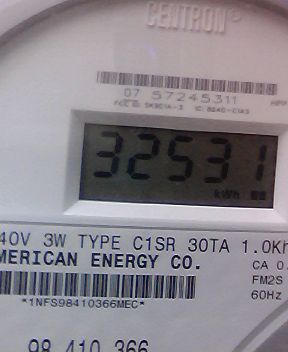 CENTRON®
07 57245311
32531
kWh
40V 3W TYPE C1SR 30TA 1.0Kh
MERICAN ENERGY CO.
CA 0.
FM2S
*1NFS98410366MEC*
60Hz
98 410 366